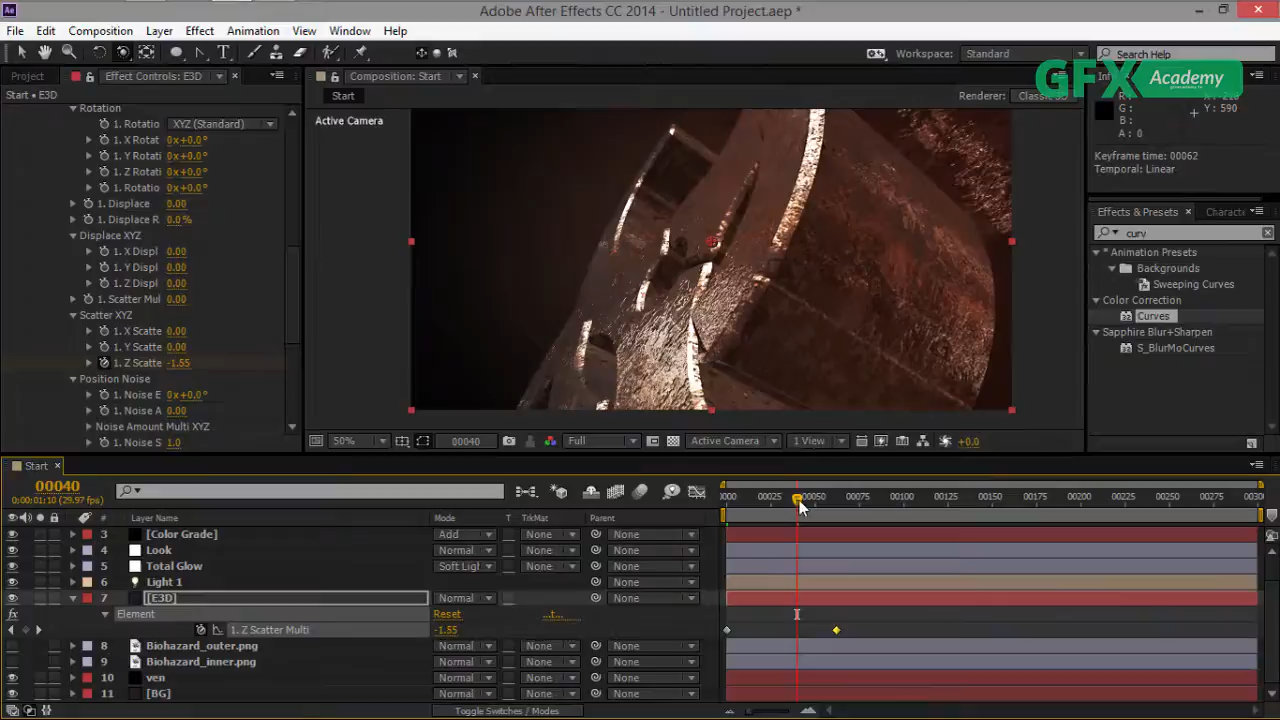 Adobe After Effects CC 2014 - Untitled Project.aep *
File Edit Composition Layer Effect Animation View Window Help
Workspace: Standard Search Help
Project Effect Controls: E3D Composition: Start
GFX Academy
Start • E3D Start Renderer:
Active Camera
Y: 590
B:
A: 0
Keyframe time: 00062
Temporal: Linear
Rotation
1. Rotatio XYZ (Standard)
1. X Rotat 0x+0.0°
1. Y Rotati 0x+0.0°
1. Z Rotati 0x+0.0°
1. Rotatio 0x+0.0°
1. Displace 0.00
1. Displace R 0.0 %
Displace XYZ
1. X Displ 0.00
1. Y Displ 0.00
1. Z Displ 0.00
1. Scatter Mul 0.00
Scatter XYZ
1. X Scatte 0.00
1. Y Scatte 0.00
1. Z Scatte -1.55
Position Noise
1. Noise E 0x+0.0°
1. Noise A 0.00
Noise Amount Multi XYZ
1. Noise S 1.0
Effects & Presets Characte
curv
* Animation Presets
Backgrounds
Sweeping Curves
Color Correction
Curves
Sapphire Blur+Sharpen
S_BlurMoCurves
50% 00040 Full Active Camera 1 View +0.0
Start
00040
0:00:01:10 (29.97 fps)
0000 00025 00050 00075 00100 00125 00150 00175 00200 00225 00250 00275 0030
# Layer Name Mode T TrkMat Parent
3 [Color Grade] Add None None
4 Look Normal None None
5 Total Glow Soft Ligh None None
6 Light 1 None
7 [E3D] Normal None None
fx Element Reset
1. Z Scatter Multi -1.55
8 Biohazard_outer.png Normal None None
9 Biohazard_inner.png Normal None None
10 ven Normal None None
11 [BG] Normal None None
Toggle Switches / Modes